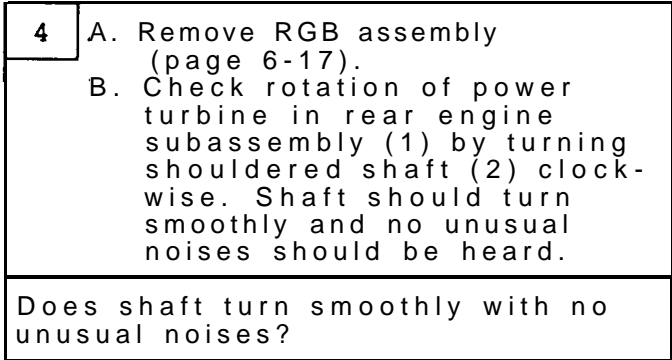 4 A. Remove RGB assembly
(page 6-17).
B. Check rotation of power
turbine in rear engine
subassembly (1) by turning
shouldered shaft (2) clock-
wise. Shaft should turn
smoothly and no unusual
noises should be heard.
Does shaft turn smoothly with no
unusual noises?